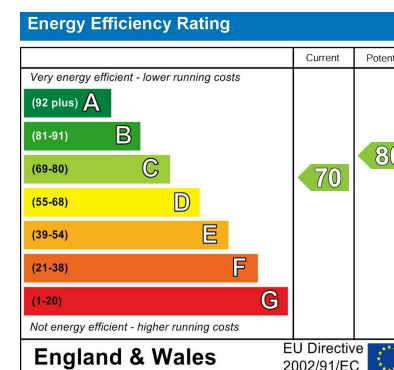 Energy Efficiency Rating
Current Potent
Very energy efficient - lower running costs
(92 plus) A
(81-91) B
(69-80) C
(55-68) D
(39-54) E
(21-38) F
(1-20) G
70
Not energy efficient - higher running costs
England & Wales
EU Directive
2002/91/EC